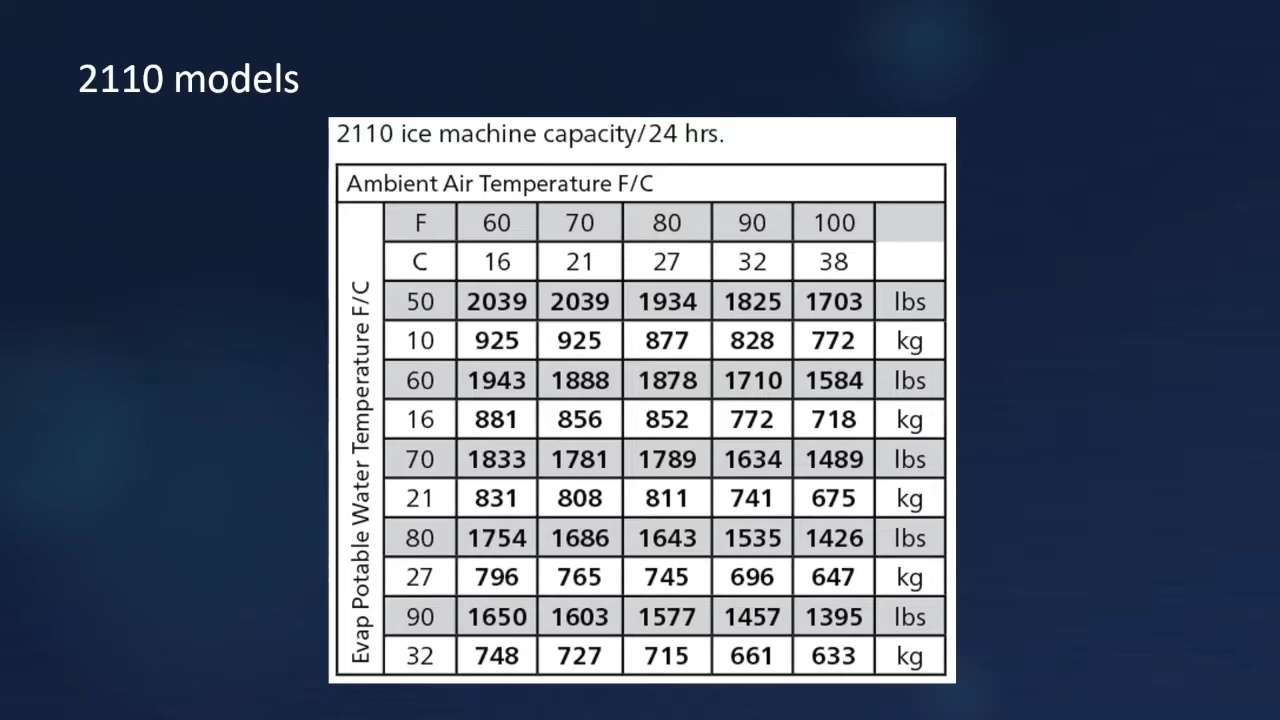 2110 models
2110 ice machine capacity/24 hrs.
Ambient Air Temperature F/C
Evap Potable Water Temperature F/C
F 60 70 80 90 100
C 16 21 27 32 38
50 2039 2039 1934 1825 1703 lbs
10 925 925 877 828 772 kg
60 1943 1888 1878 1710 1584 lbs
16 881 856 852 772 718 kg
70 1833 1781 1789 1634 1489 lbs
21 831 808 811 741 675 kg
80 1754 1686 1643 1535 1426 lbs
27 796 765 745 696 647 kg
90 1650 1603 1577 1457 1395 lbs
32 748 727 715 661 633 kg